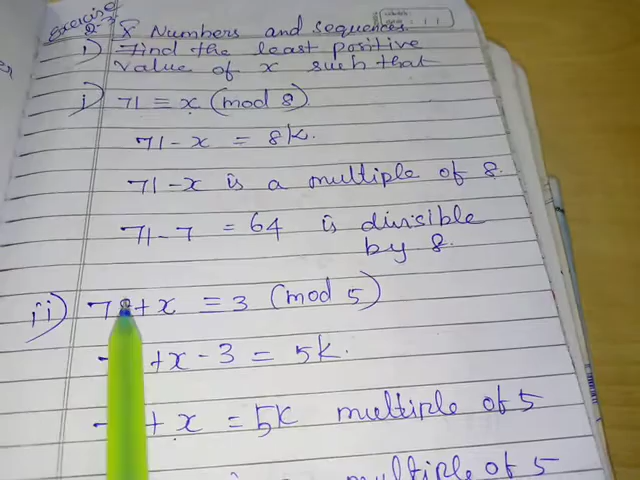 Exercise
2.3
Numbers and sequences.
1) Find the least positive
value of x such that
i) 71 ≡ x (mod 8)
71 - x = 8k.
71 - x is a multiple of 8.
71 - 7 = 64 is divisible
by 8.
ii) 78 + x ≡ 3 (mod 5)
+ x - 3 = 5k.
+ x = 5k multiple of 5
multiple of 5